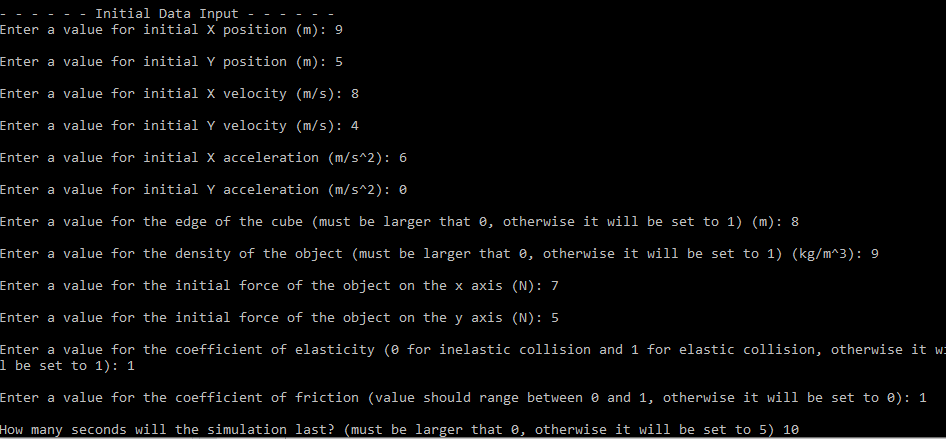 - - - - - - Initial Data Input - - - - - -
Enter a value for initial X position (m): 9
Enter a value for initial Y position (m): 5
Enter a value for initial X velocity (m/s): 8
Enter a value for initial Y velocity (m/s): 4
Enter a value for initial X acceleration (m/s^2): 6
Enter a value for initial Y acceleration (m/s^2): 0
Enter a value for the edge of the cube (must be larger that 0, otherwise it will be set to 1) (m): 8
Enter a value for the density of the object (must be larger that 0, otherwise it will be set to 1) (kg/m^3): 9
Enter a value for the initial force of the object on the x axis (N): 7
Enter a value for the initial force of the object on the y axis (N): 5
Enter a value for the coefficient of elasticity (0 for inelastic collision and 1 for elastic collision, otherwise it wi
l be set to 1): 1
Enter a value for the coefficient of friction (value should range between 0 and 1, otherwise it will be set to 0): 1
How many seconds will the simulation last? (must be larger that 0, otherwise it will be set to 5) 10